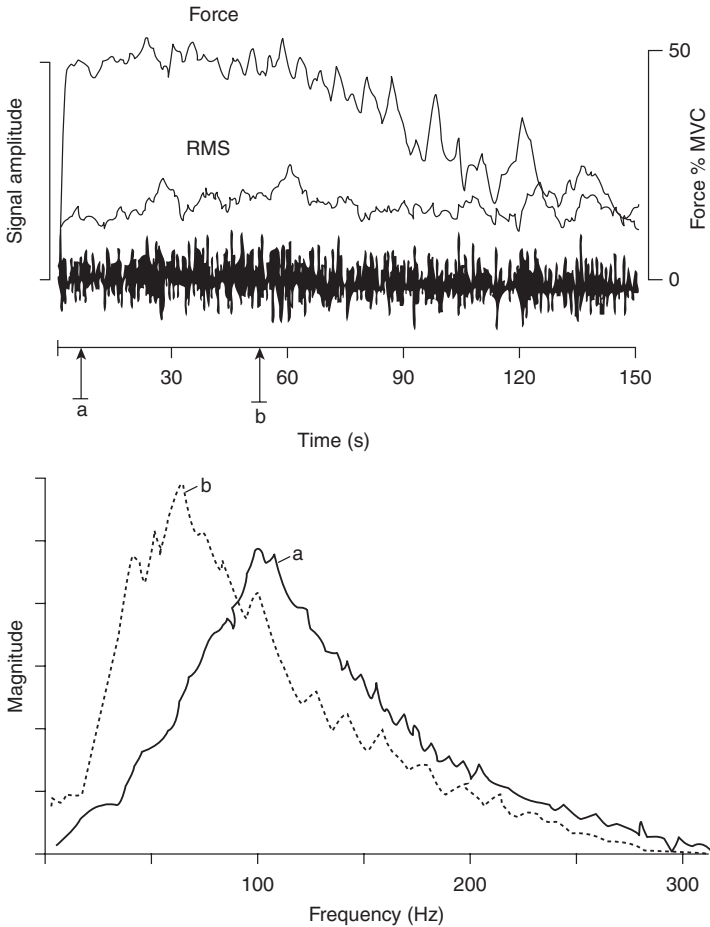 Force
50
Signal amplitude
RMS
Force % MVC
0
30
60
90
120
150
a
b
Time (s)
b
a
Magnitude
100
200
300
Frequency (Hz)